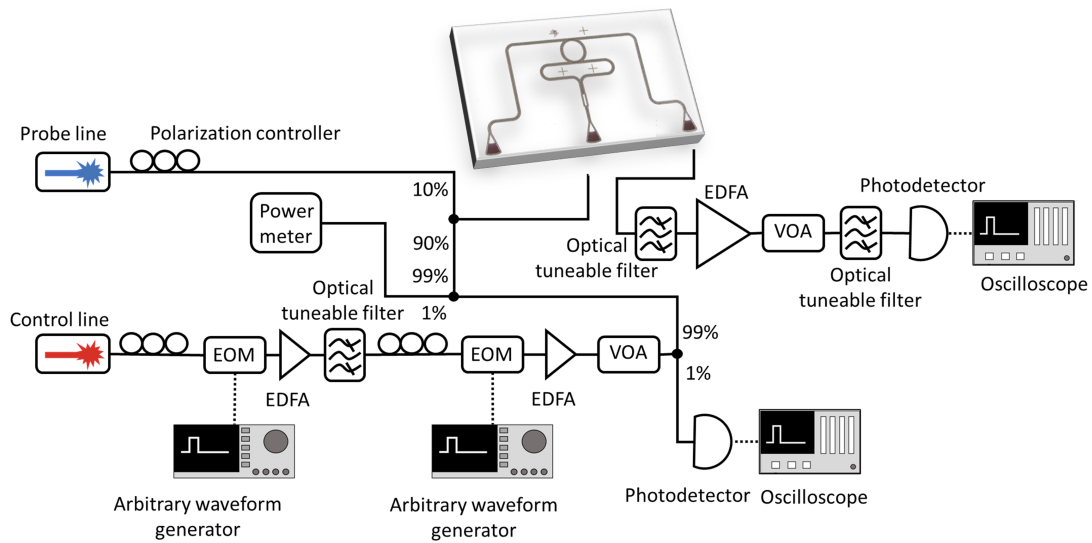 Probe line
Polarization controller
10%
Power
meter
90%
99%
Optical
tuneable filter
1%
Control line
EOM
EDFA
EOM
EDFA
VOA
99%
1%
Arbitrary waveform
generator
Arbitrary waveform
generator
Photodetector
Oscilloscope
Optical
tuneable filter
EDFA
VOA
Optical
tuneable filter
Photodetector
Oscilloscope